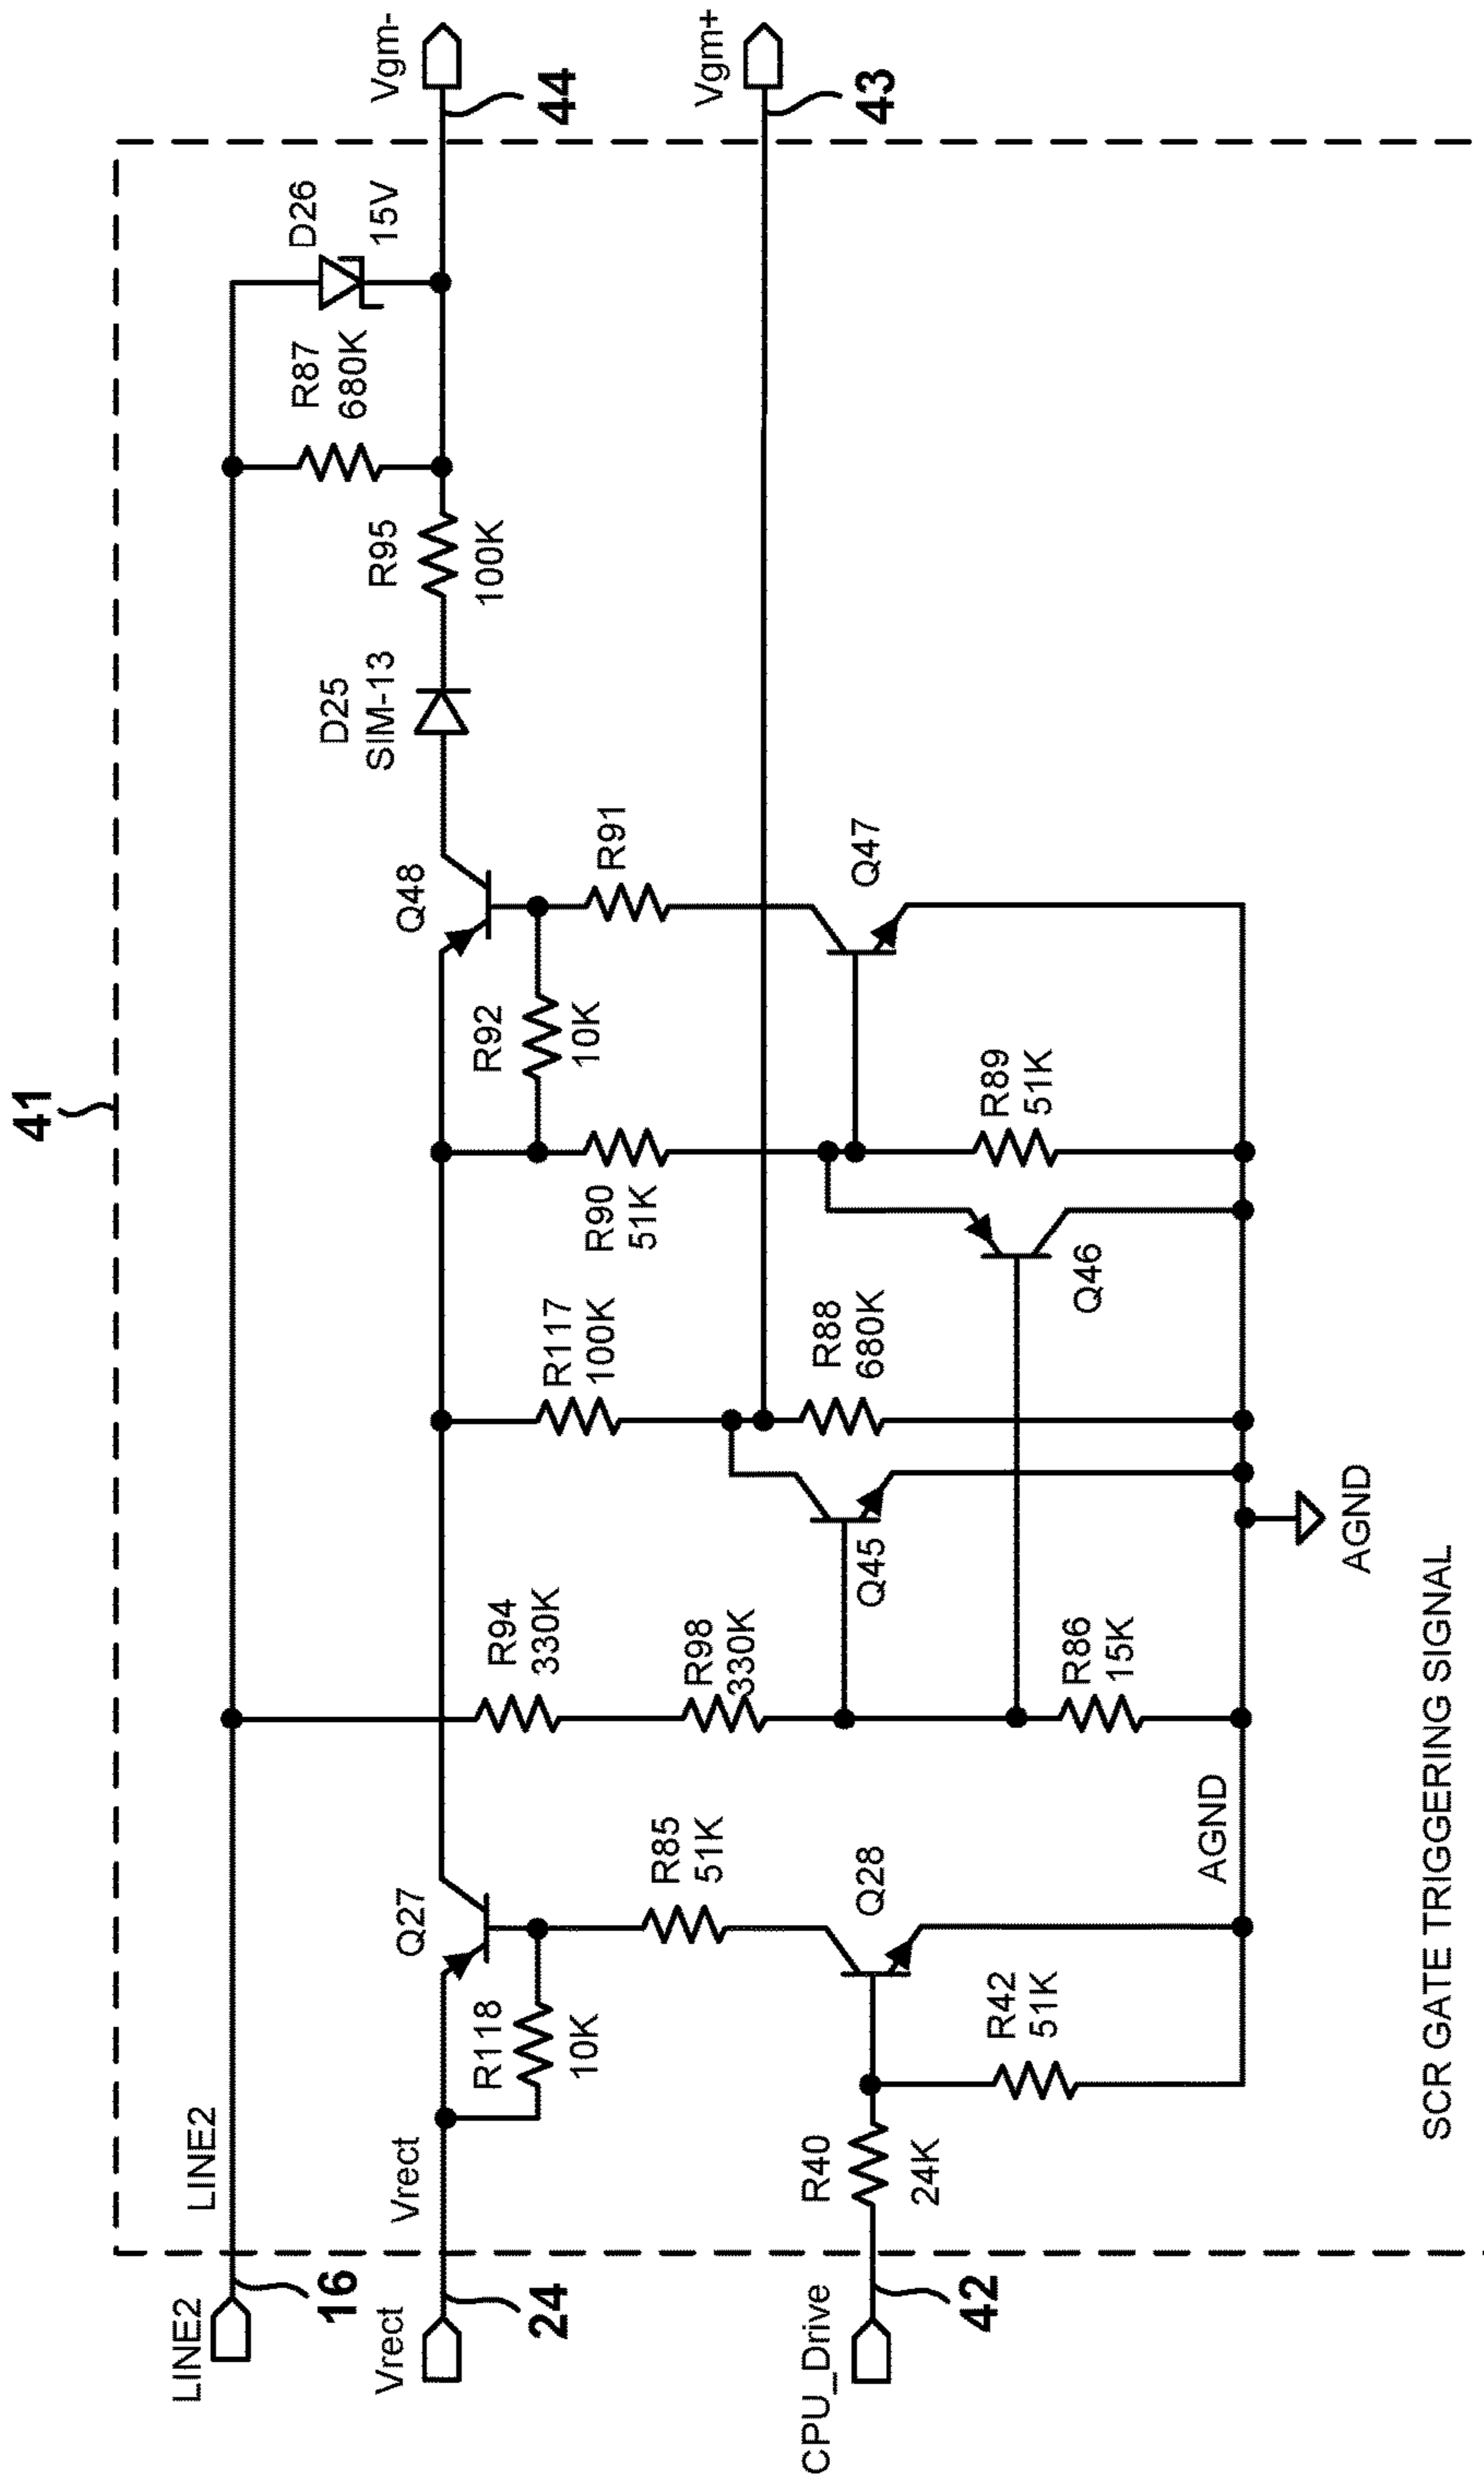 41
LINE2
16
LINE2
Vrect
24
Vrect
CPU_Drive
42
R40
24K
R42
51K
R118
10K
Q27
R85
51K
Q28
AGND
R94
330K
R98
330K
R86
15K
Q45
R117
100K
R88
680K
AGND
Q46
R90
51K
R92
10K
R89
51K
Q48
R91
Q47
D25
SIM-13
R95
100K
R87
680K
D26
15V
Vgm-
44
Vgm+
43
SCR GATE TRIGGERING SIGNAL